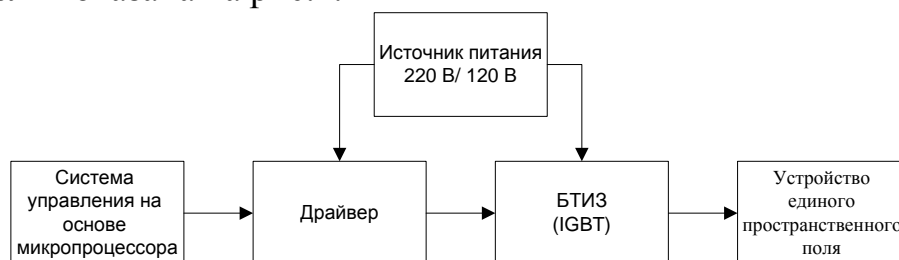 Источник питания
220 В/ 120 В
Система
управления на
основе
микропроцессора
Драйвер
БТИЗ
(IGBT)
Устройство
единого
пространственного
поля